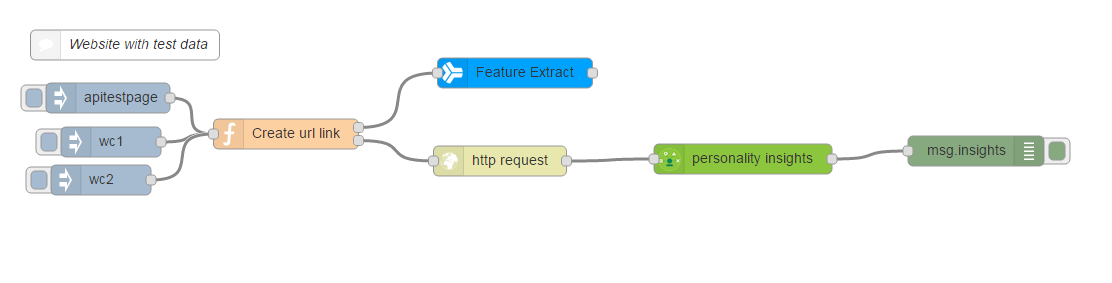 Website with test data
apitestpage
wc1
wc2
Create url link
Feature Extract
http request
personality insights
msg.insights